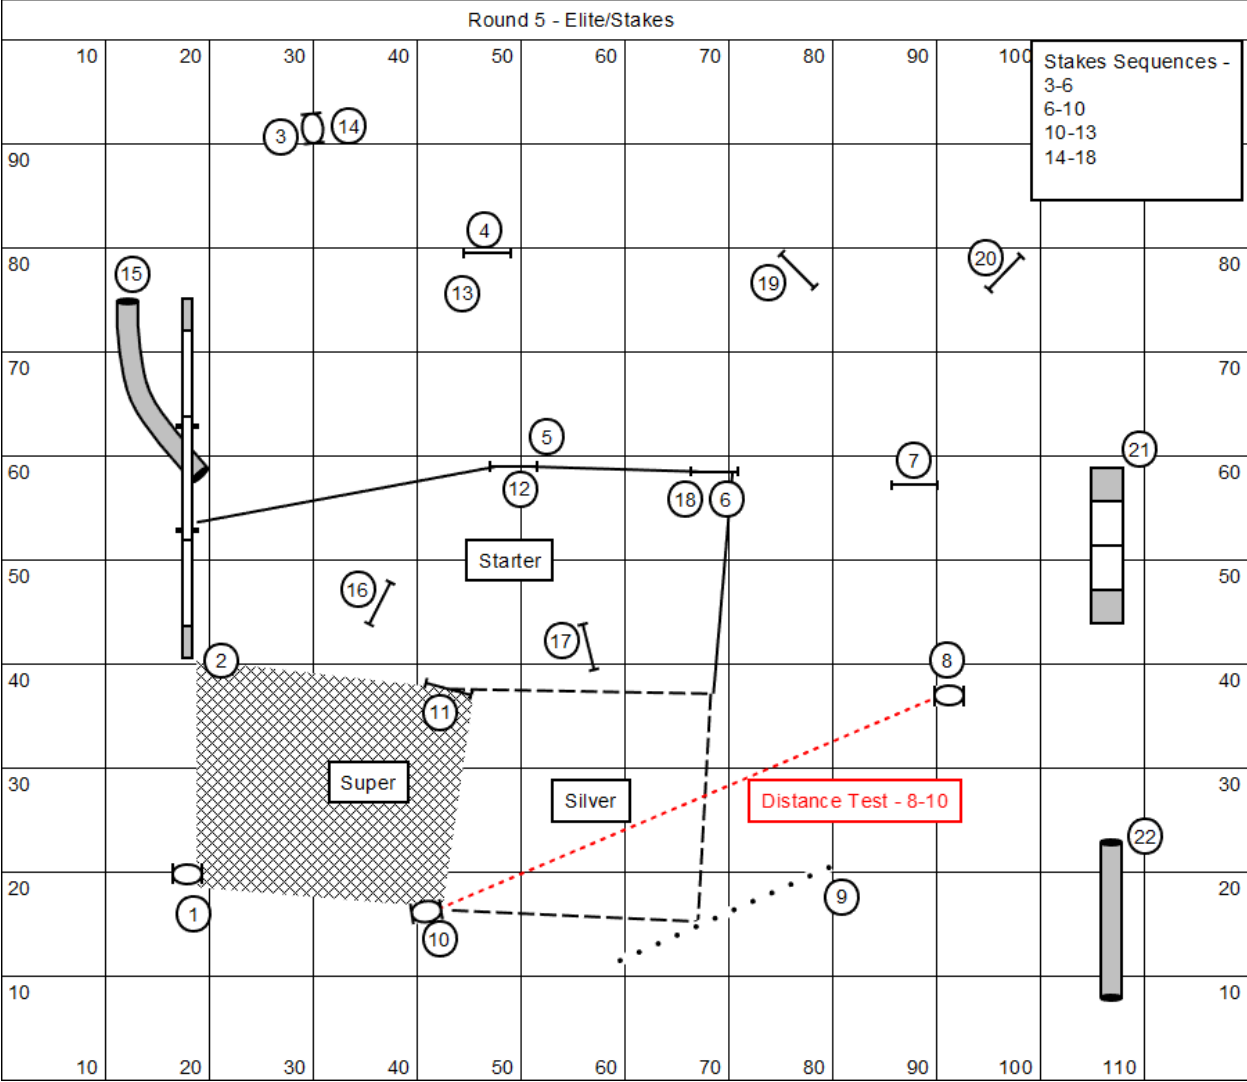 Round 5 - Elite/Stakes
10 20 30 40 50 60 70 80 90 100
Stakes Sequences -
3-6
6-10
10-13
14-18
3 14
90
4
80 80
15 13 19 20
70 70
5
60 7 21 60
12 18 6
Starter
50 50
16
17
2 8
40 40
11
Super
30 30
Silver
Distance Test - 8-10
22
20 20
1 9
10
10 10
10 20 30 40 50 60 70 80 90 100 110